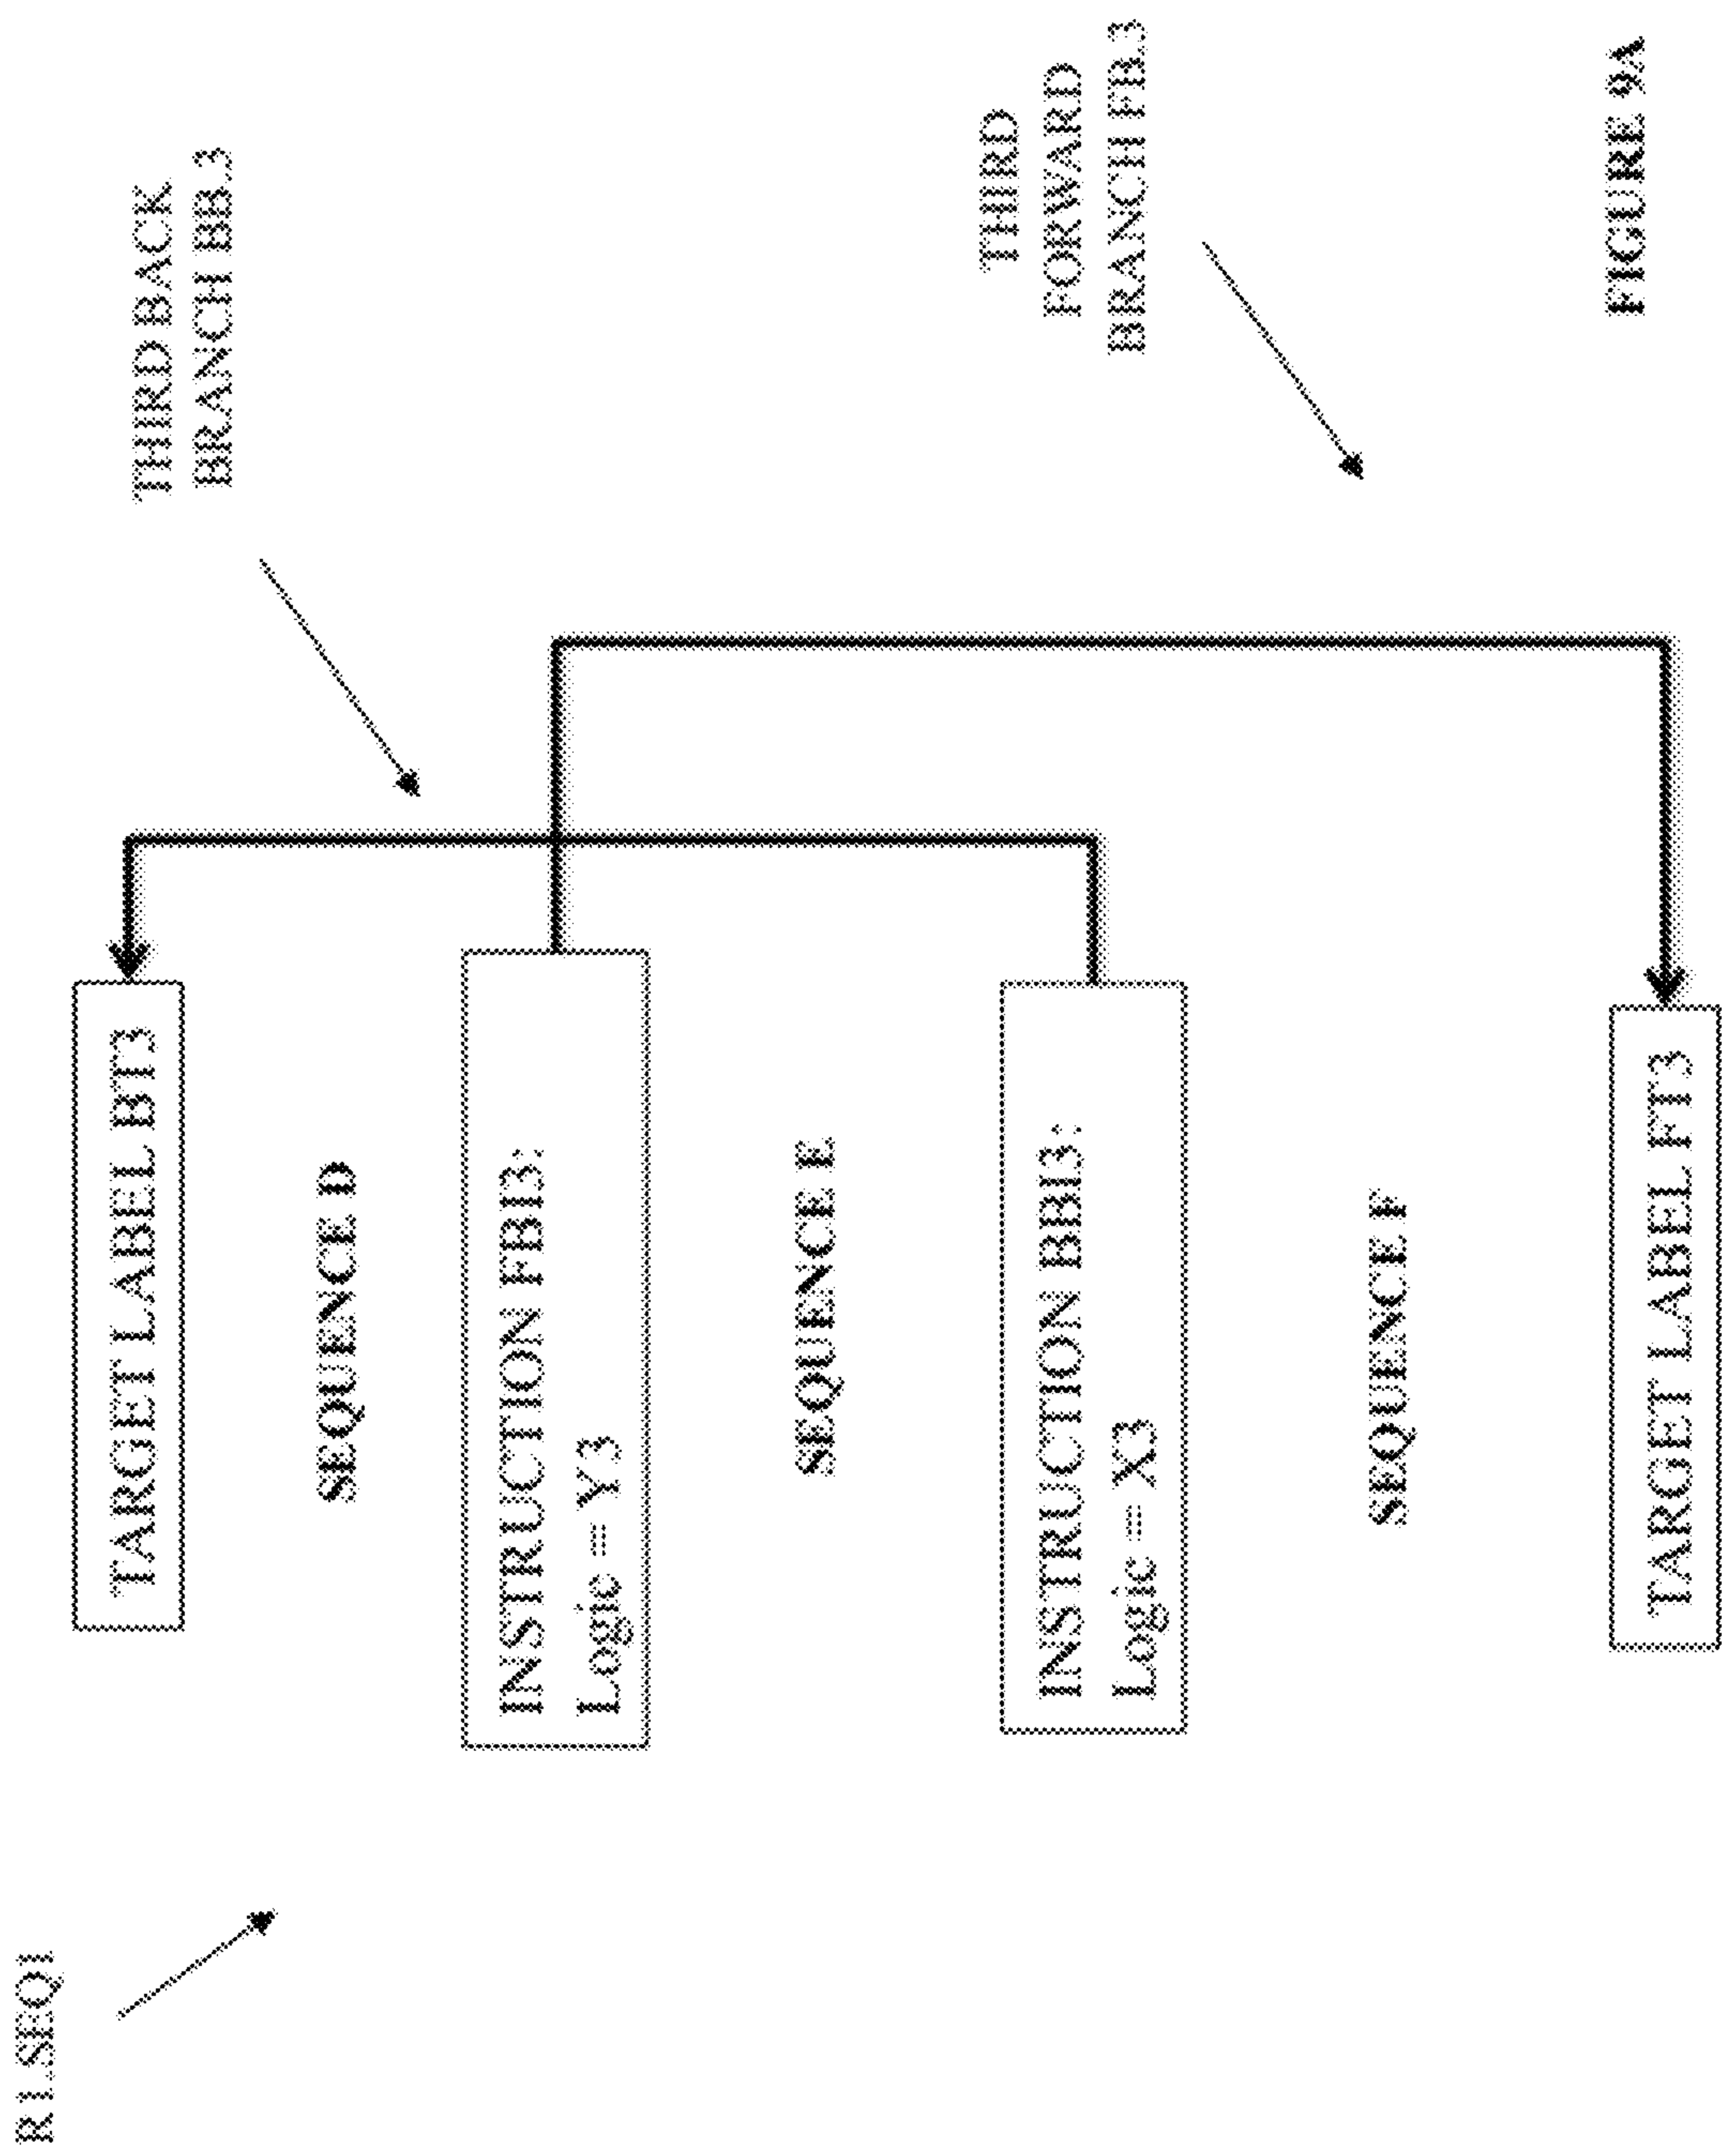 R1.SEQ1
TARGET LABEL BT3
THIRD BACK
BRANCH BB.3
SEQUENCE D
INSTRUCTION FBI3:
Logic = Y3
SEQUENCE E
INSTRUCTION BBI3:
Logic = X3
THIRD
FORWARD
BRANCH FB.3
SEQUENCE F
TARGET LABEL FT3
FIGURE 9A